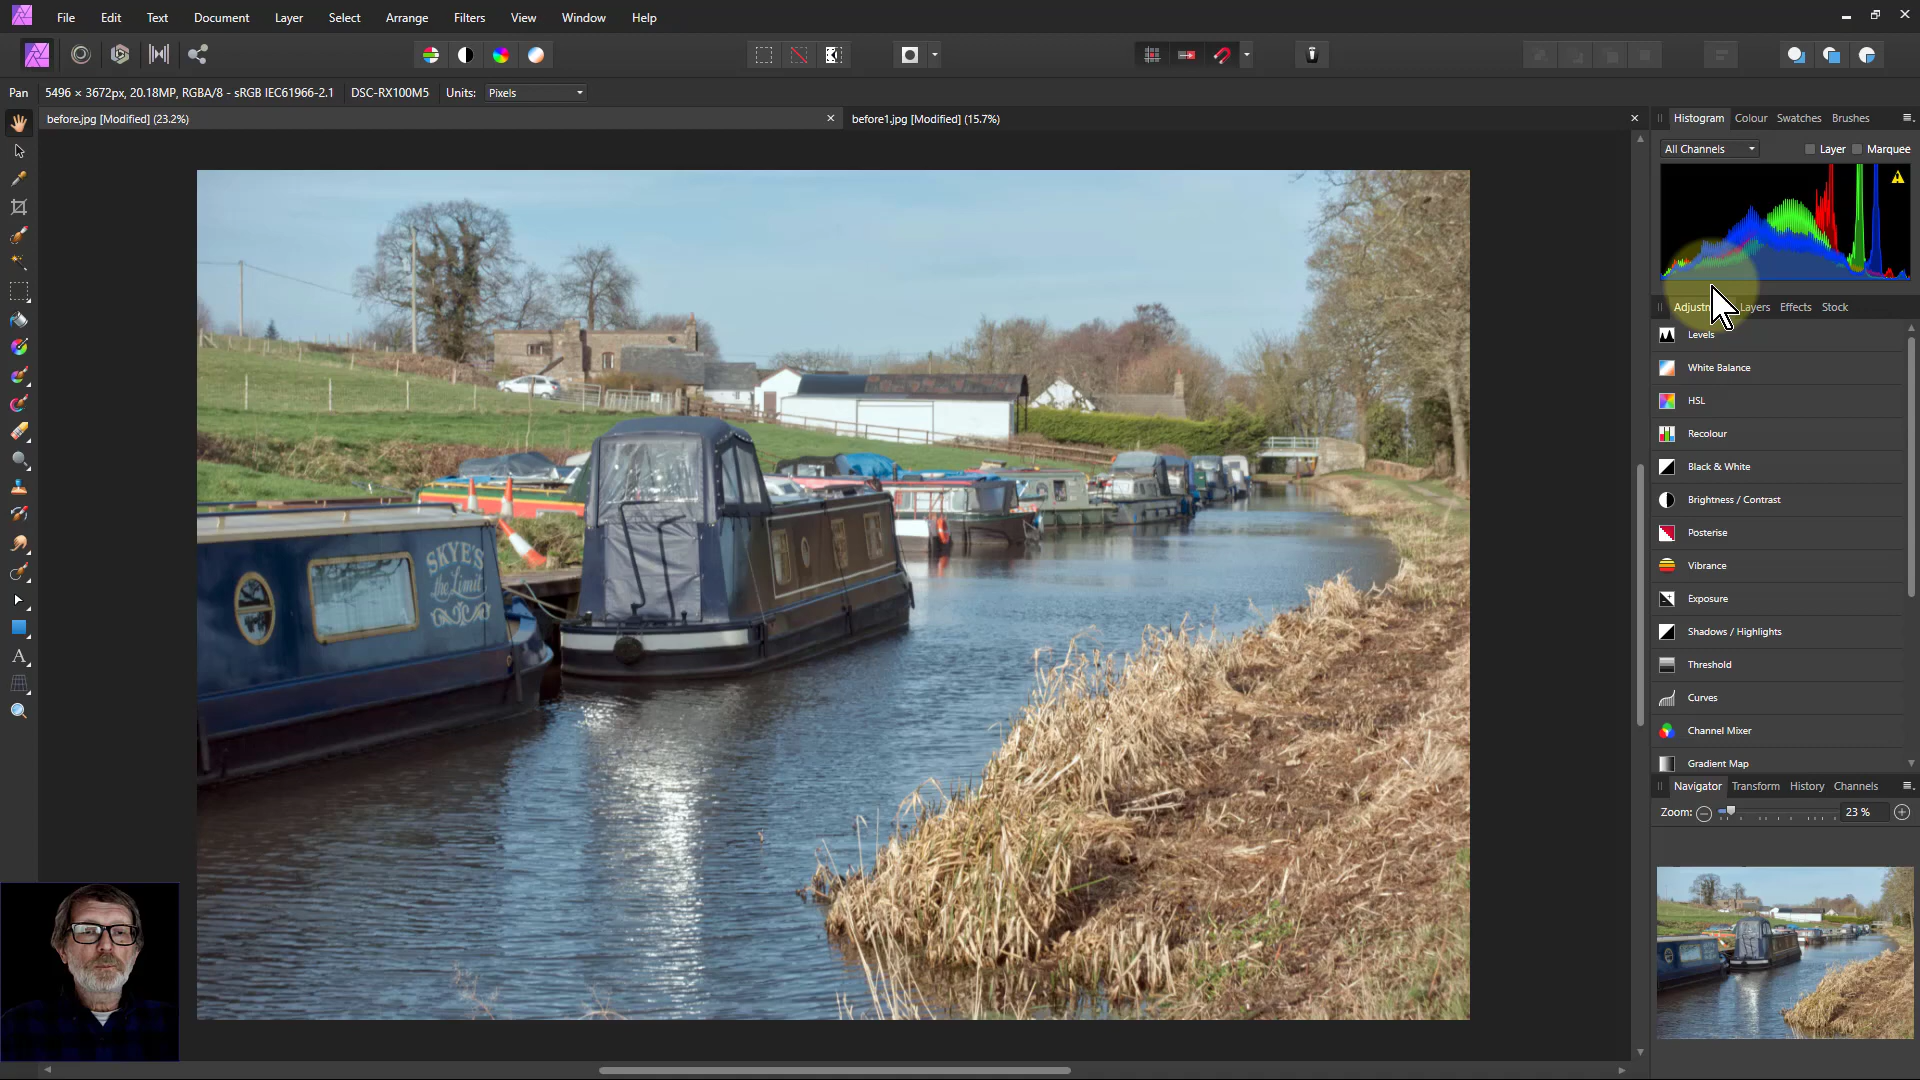 File Edit Text Document Layer Select Arrange Filters View Window Help
Pan 5496 × 3672px, 20.18MP, RGBA/8 - sRGB IEC61966-2.1 DSC-RX100M5 Units: Pixels
before.jpg [Modified] (23.2%) before1.jpg [Modified] (15.7%)
Histogram Colour Swatches Brushes
All Channels Layer Marquee
Layers Effects Stock
Levels
White Balance
HSL
Recolour
Black & White
Brightness / Contrast
Posterise
Vibrance
Exposure
Shadows / Highlights
Threshold
Curves
Channel Mixer
Gradient Map
Navigator Transform History Channels
Zoom: 23 %
SKYE'S
the Limit